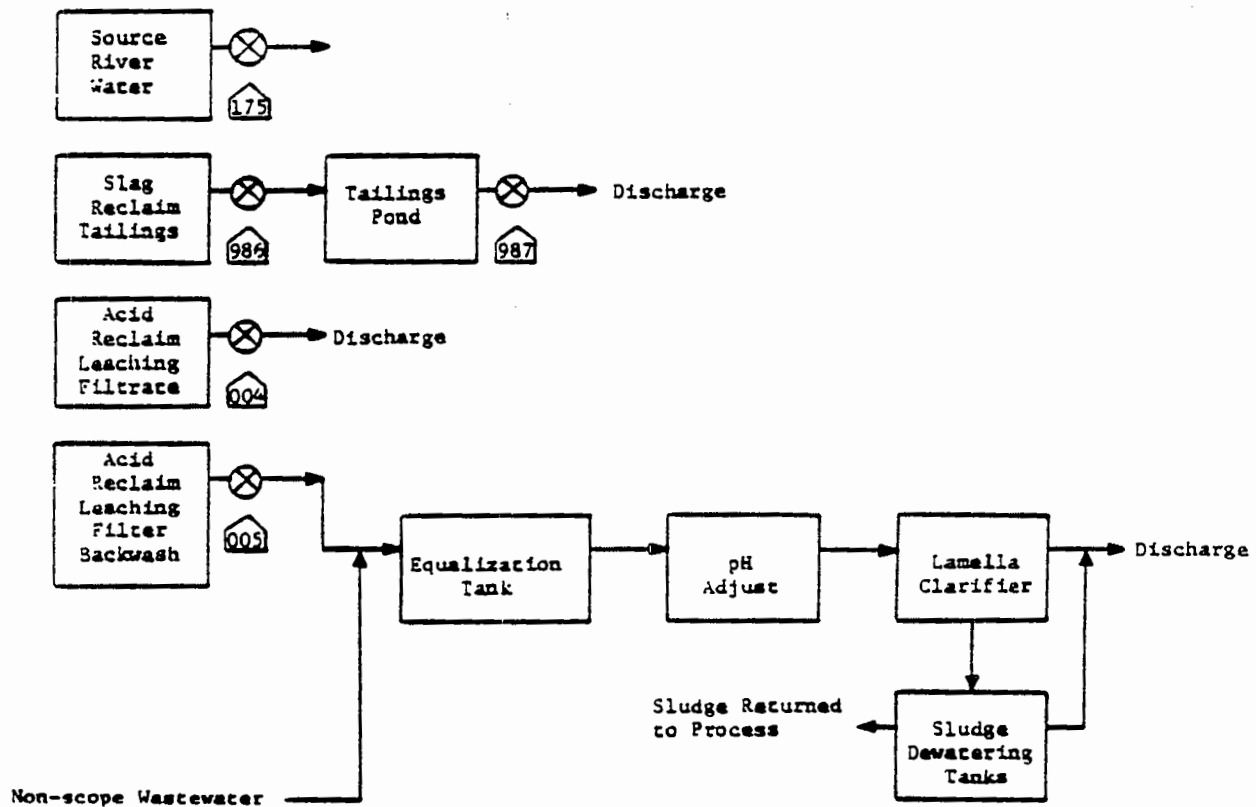 Source
River
Water
175
Slag
Reclaim
Tailings
986
Tailings
Pond
987
Discharge
Acid
Reclaim
Leaching
Filtrate
004
Discharge
Acid
Reclaim
Leaching
Filter
Backwash
005
Equalization
Tank
pH
Adjust
Lamella
Clarifier
Discharge
Sludge Returned
to Process
Sludge
Dewatering
Tanks
Non-scope Wastewater